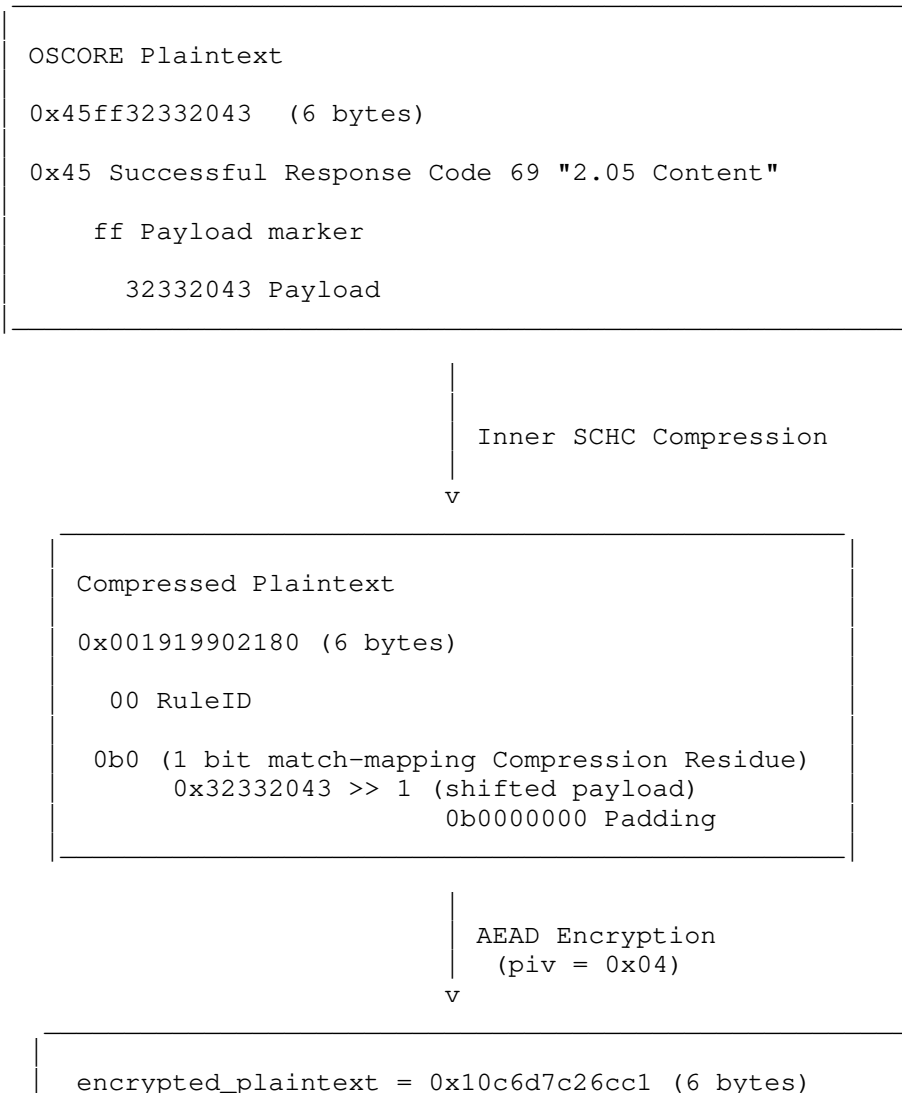 OSCORE Plaintext
0x45ff32332043  (6 bytes)
0x45 Successful Response Code 69 "2.05 Content"
ff Payload marker
32332043 Payload
Inner SCHC Compression
v
Compressed Plaintext
0x001919902180 (6 bytes)
00 RuleID
0b0 (1 bit match-mapping Compression Residue)
0x32332043 >> 1 (shifted payload)
0b0000000 Padding
AEAD Encryption
(piv = 0x04)
v
encrypted_plaintext = 0x10c6d7c26cc1 (6 bytes)